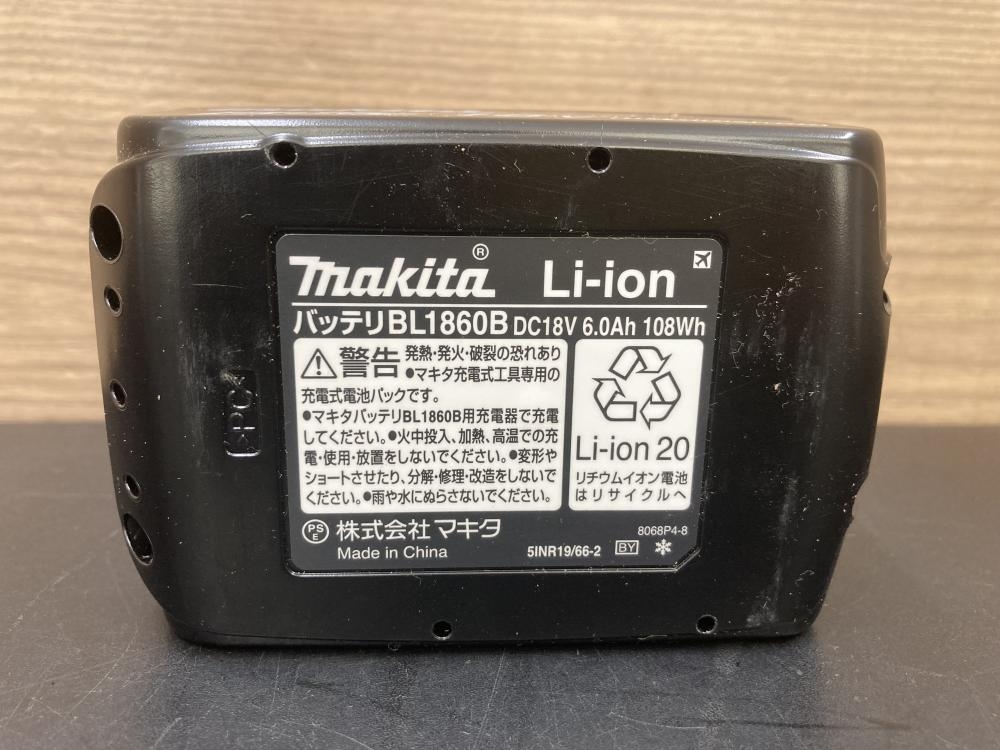 makita® Li-ion
バッテリBL1860B DC18V 6.0Ah 108Wh
警告 発熱・発火・破裂の恐れあり
●マキタ充電式工具専用の
充電式電池パックです。
●マキタバッテリBL1860B用充電器で充電
してください。●火中投入、加熱、高温での充
電・使用・放置をしないでください。●変形や
ショートさせたり、分解・修理・改造をしないで
ください。●雨や水にぬらさないでください。
Li-ion 20
リチウムイオン電池
はリサイクルへ
PS
E 株式会社 マキタ
Made in China
8068P4-8
5INR19/66-2 BY
>PC<